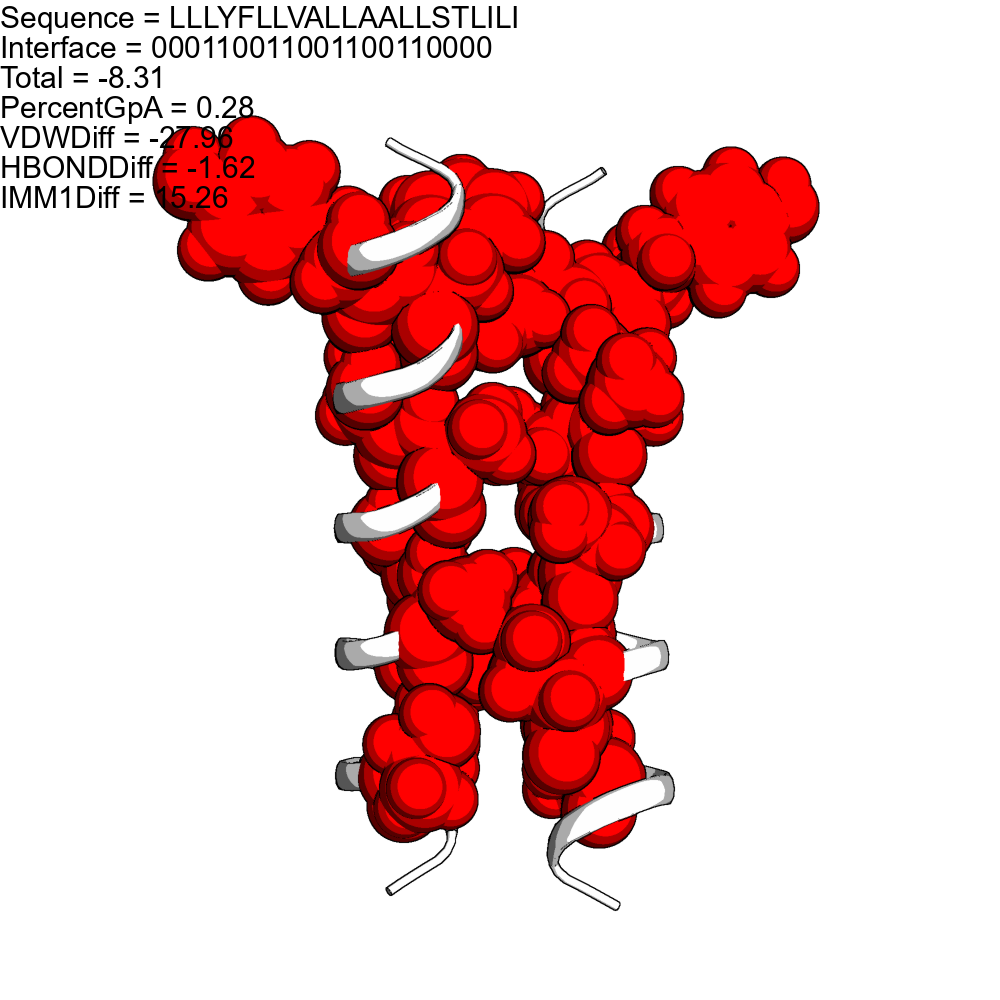 Sequence = LLLYFLLVALLAALLSTLILI
Interface = 000110011001100110000
Total = -8.31
PercentGpA = 0.28
VDWDiff = -27.96
HBONDDiff = -1.62
IMM1Diff = 15.26